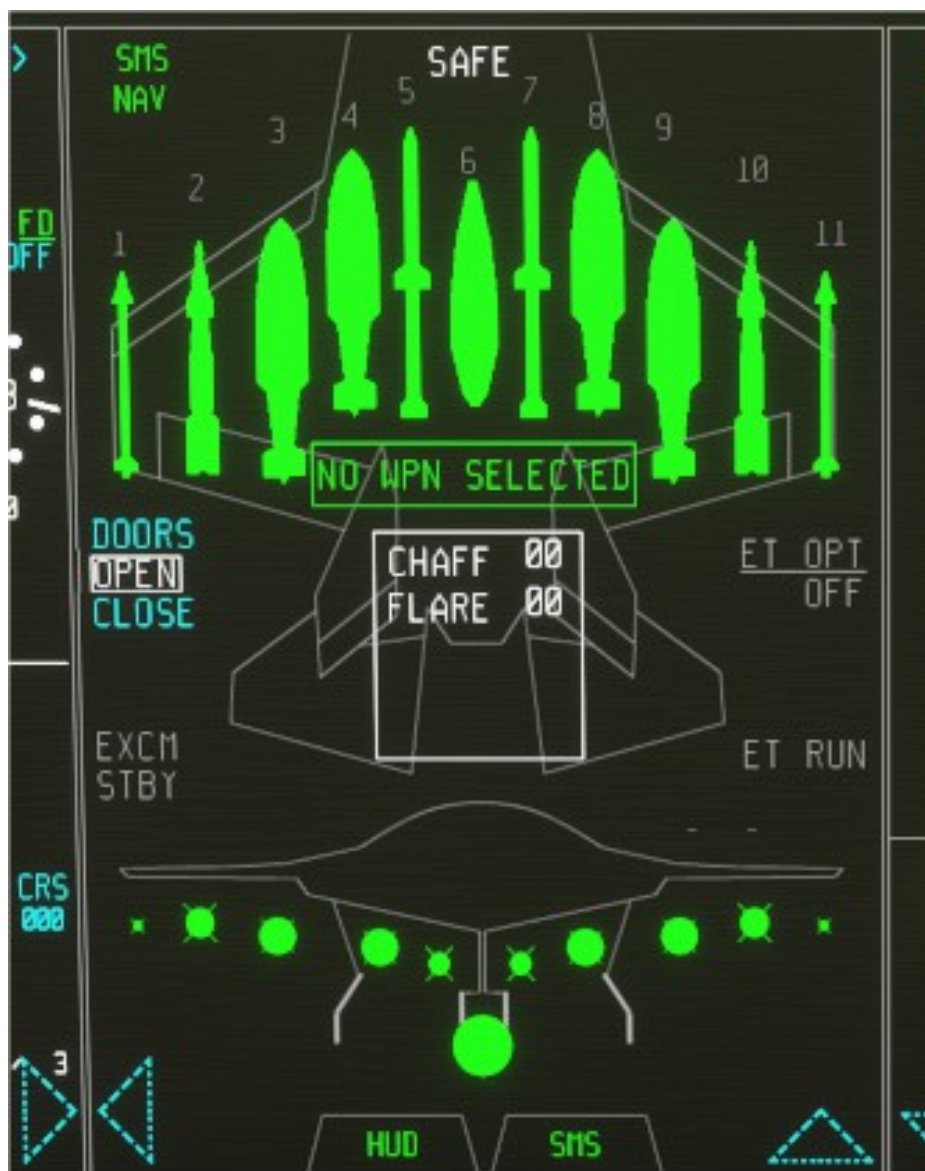 SMS
NAV
SAFE
1
2
3
4
5
6
7
8
9
10
11
FD
OFF
NO WPN SELECTED
DOORS
OPEN
CLOSE
CHAFF 00
FLARE 00
ET OPT
OFF
EXCM
STBY
ET RUN
CRS
000
3
HUD
SMS